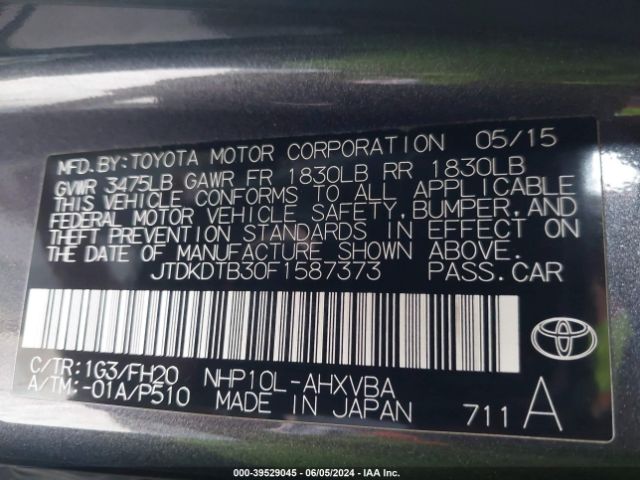 MFD.BY:TOYOTA MOTOR CORPORATION 05/15
GVWR 3475LB GAWR FR 1830LB RR 1830LB
THIS VEHICLE CONFORMS TO ALL APPLICABLE
FEDERAL MOTOR VEHICLE SAFETY,BUMPER,AND
THEFT PREVENTION STANDARDS IN EFFECT ON
THE DATE OF MANUFACTURE SHOWN ABOVE.
JTDKDTB30F1587373 PASS.CAR
C/TR:1G3/FH20 NHP10L-AHXVBA
A/TM:-01A/P510 MADE IN JAPAN 711A
000-39529045 | 06/05/2024 | IAA Inc.